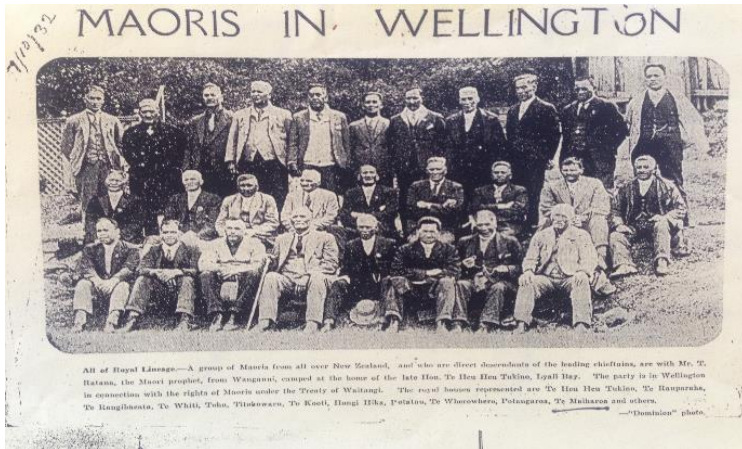 MAORIS IN WELLINGTON
All of Royal Lineage.—A group of Maoris from all over New Zealand, and who are direct descendants of the leading chieftains, are with Mr. T.
Ratana, the Maori prophet, from Wanganui, camped at the home of the late Hon. Te Heu Heu Tukino, Lyall Bay. The party is in Wellington
in connection with the rights of Maoris under the Treaty of Waitangi. The royal houses represented are Te Heu Heu Tukino, Te Rauparaha,
Te Rangihaeata, Te Whiti, Tohu, Titokowaru, Te Kooti, Hongi Hika, Potatou, Te Wherowhero, Potangaroa, Te Maiharoa and others.
—"Dominion" photo.